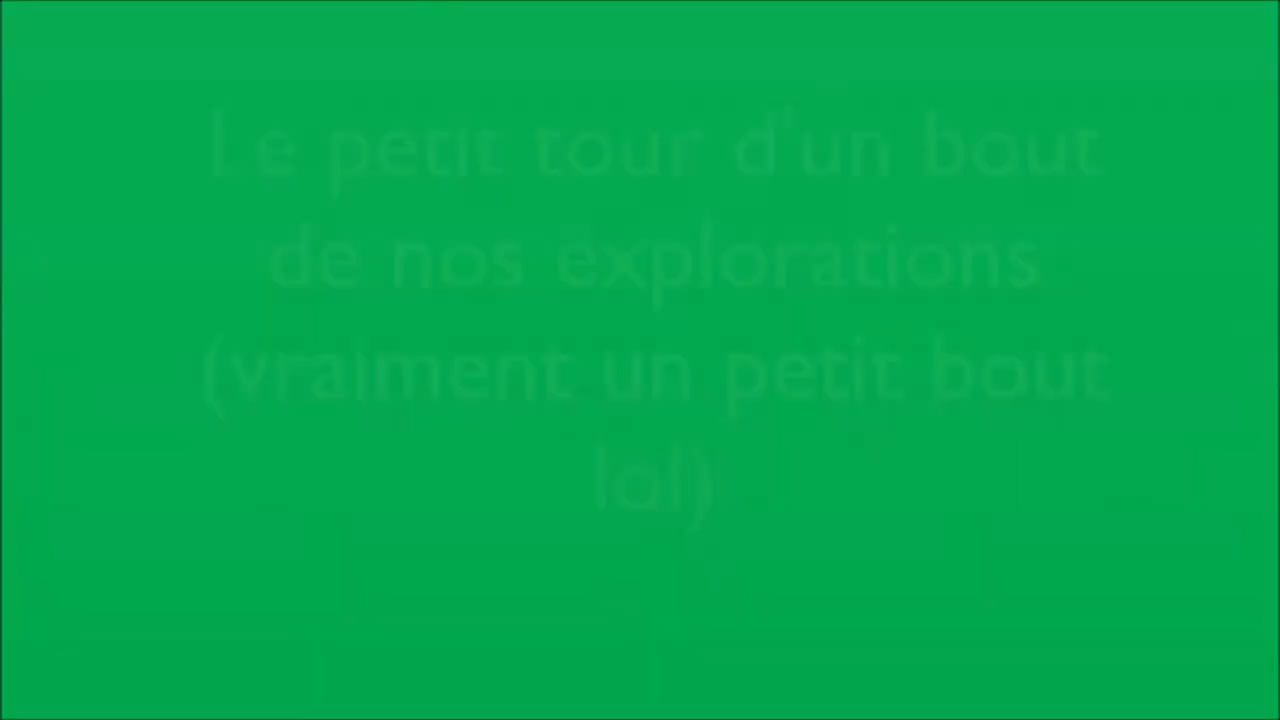 Le petit tour d'un bout
de nos explorations
(vraiment un petit bout
lol)